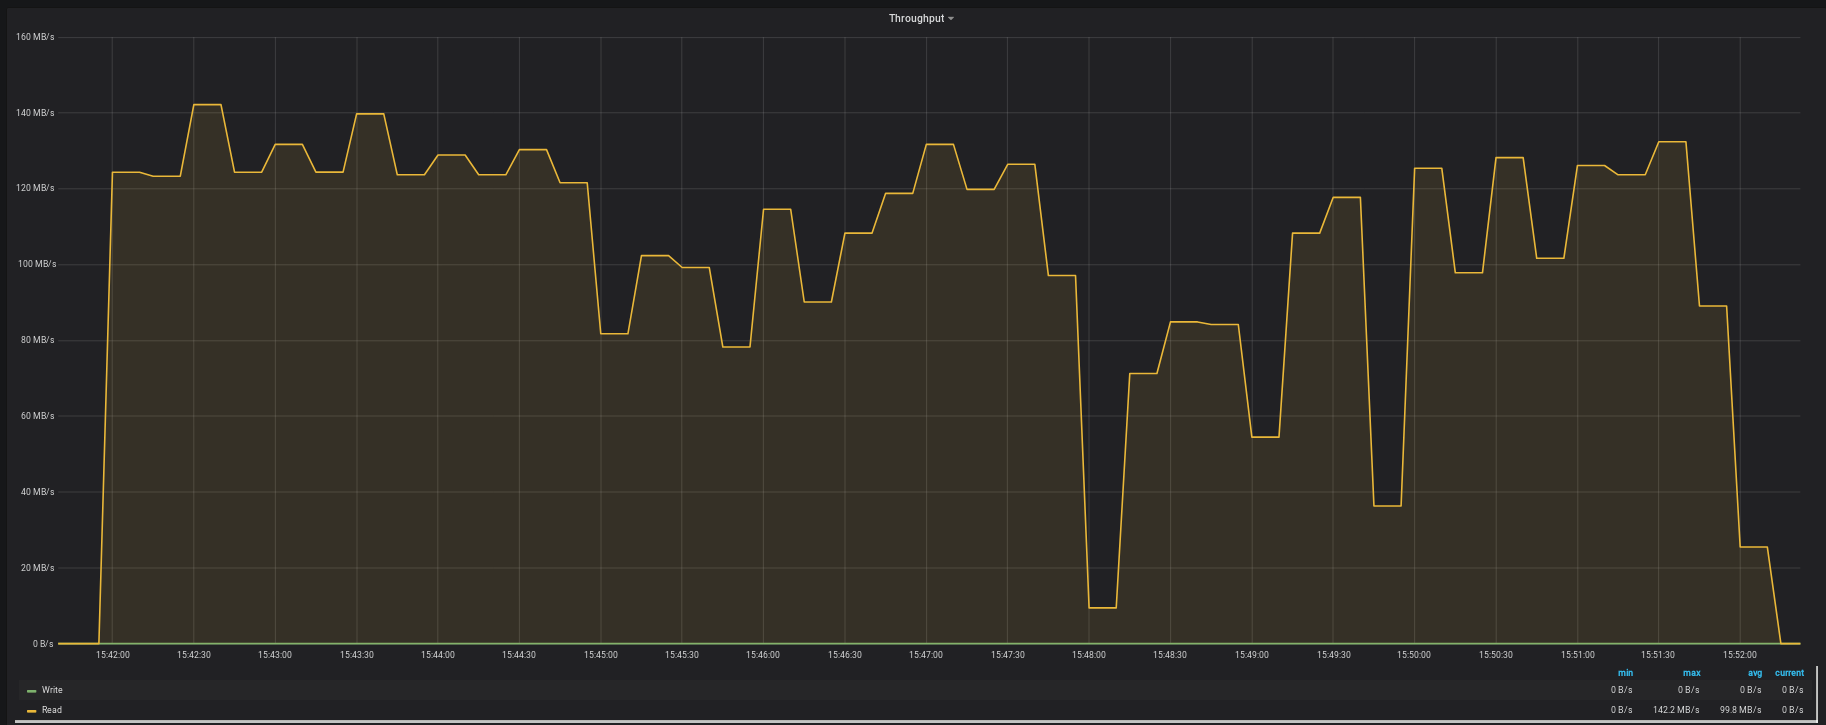 Throughput
160 MB/s
140 MB/s
120 MB/s
100 MB/s
80 MB/s
60 MB/s
40 MB/s
20 MB/s
0 B/s
15:42:00 15:42:30 15:43:00 15:43:30 15:44:00 15:44:30 15:45:00 15:45:30 15:46:00 15:46:30 15:47:00 15:47:30 15:48:00 15:48:30 15:49:00 15:49:30 15:50:00 15:50:30 15:51:00 15:51:30 15:52:00
min max avg current
Write 0 B/s 0 B/s 0 B/s 0 B/s
Read 0 B/s 142.2 MB/s 99.8 MB/s 0 B/s